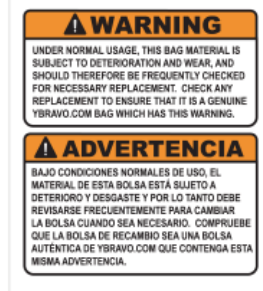 WARNING
UNDER NORMAL USAGE, THIS BAG MATERIAL IS
SUBJECT TO DETERIORATION AND WEAR, AND
SHOULD THEREFORE BE FREQUENTLY CHECKED
FOR NECESSARY REPLACEMENT. CHECK ANY
REPLACEMENT TO ENSURE THAT IT IS A GENUINE
YBRAVO.COM BAG WHICH HAS THIS WARNING.
ADVERTENCIA
BAJO CONDICIONES NORMALES DE USO, EL
MATERIAL DE ESTA BOLSA ESTÁ SUJETO A
DETERIORO Y DESGASTE Y POR LO TANTO DEBE
REVISARSE FRECUENTEMENTE PARA CAMBIAR
LA BOLSA CUANDO SEA NECESARIO. COMPRUEBE
QUE LA BOLSA DE RECAMBIO SEA UNA BOLSA
AUTÉNTICA DE YBRAVO.COM QUE CONTENGA ESTA
MISMA ADVERTENCIA.